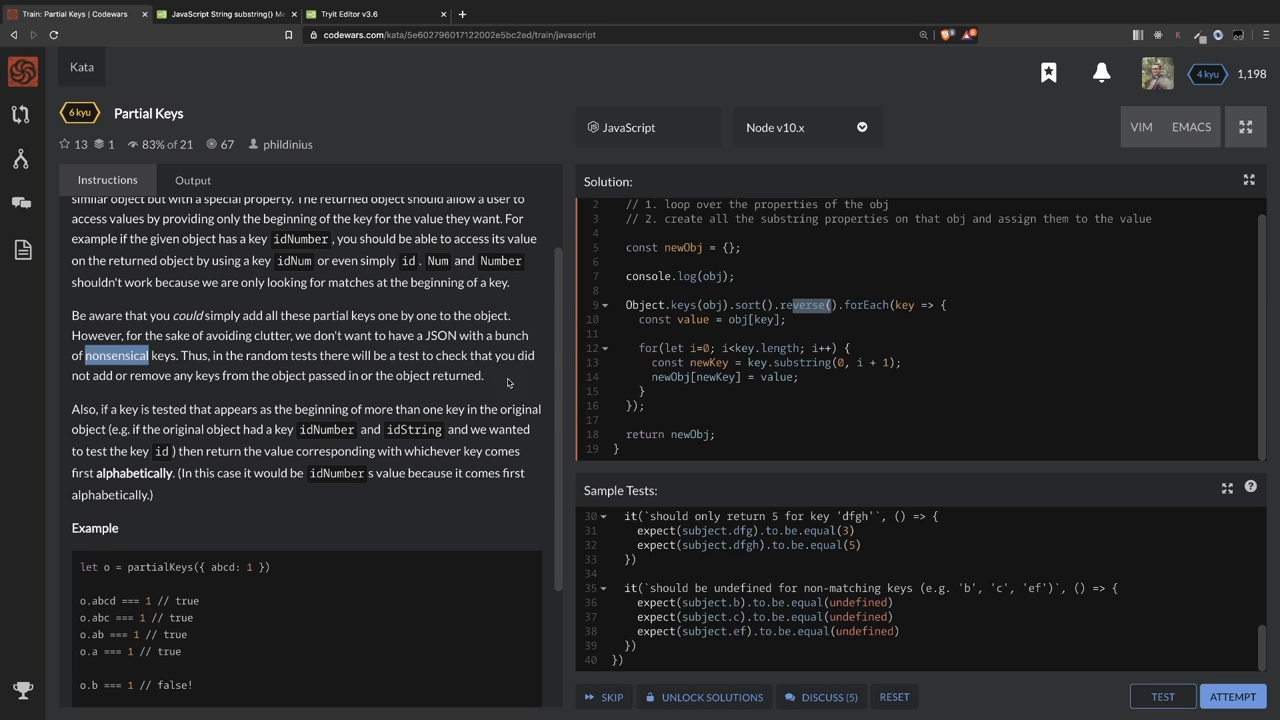 Train: Partial Keys | Codewars
JavaScript String substring() Me
Tryit Editor v3.6
codewars.com/kata/5e602796017122002e5bc2ed/train/javascript
Kata
4 kyu
1,198
6 kyu
Partial Keys
13
1
83% of 21
67
phildinius
JavaScript
Node v10.x
VIM
EMACS
Instructions
Output
similar object but with a special property. The returned object should allow a user to
access values by providing only the beginning of the key for the value they want. For
example if the given object has a key idNumber, you should be able to access its value
on the returned object by using a key idNum or even simply id. Num and Number
shouldn't work because we are only looking for matches at the beginning of a key.
Be aware that you could simply add all these partial keys one by one to the object.
However, for the sake of avoiding clutter, we don't want to have a JSON with a bunch
of nonsensical keys. Thus, in the random tests there will be a test to check that you did
not add or remove any keys from the object passed in or the object returned.
Also, if a key is tested that appears as the beginning of more than one key in the original
object (e.g. if the original object had a key idNumber and idString and we wanted
to test the key id) then return the value corresponding with whichever key comes
first alphabetically. (In this case it would be idNumber s value because it comes first
alphabetically.)
Example
let o = partialKeys({ abcd: 1 })
o.abcd === 1 // true
o.abc === 1 // true
o.ab === 1 // true
o.a === 1 // true
o.b === 1 // false!
Solution:
2 // 1. loop over the properties of the obj
3 // 2. create all the substring properties on that obj and assign them to the value
4
5 const newObj = {};
6
7 console.log(obj);
8
9 Object.keys(obj).sort().reverse().forEach(key => {
10 const value = obj[key];
11
12 for(let i=0; i<key.length; i++) {
13 const newKey = key.substring(0, i + 1);
14 newObj[newKey] = value;
15 }
16 });
17
18 return newObj;
19 }
Sample Tests:
30 it(`should only return 5 for key 'dfgh'`, () => {
31 expect(subject.dfg).to.be.equal(3)
32 expect(subject.dfgh).to.be.equal(5)
33 })
34
35 it(`should be undefined for non-matching keys (e.g. 'b', 'c', 'ef')`, () => {
36 expect(subject.b).to.be.equal(undefined)
37 expect(subject.c).to.be.equal(undefined)
38 expect(subject.ef).to.be.equal(undefined)
39 })
40 })
SKIP
UNLOCK SOLUTIONS
DISCUSS (5)
RESET
TEST
ATTEMPT